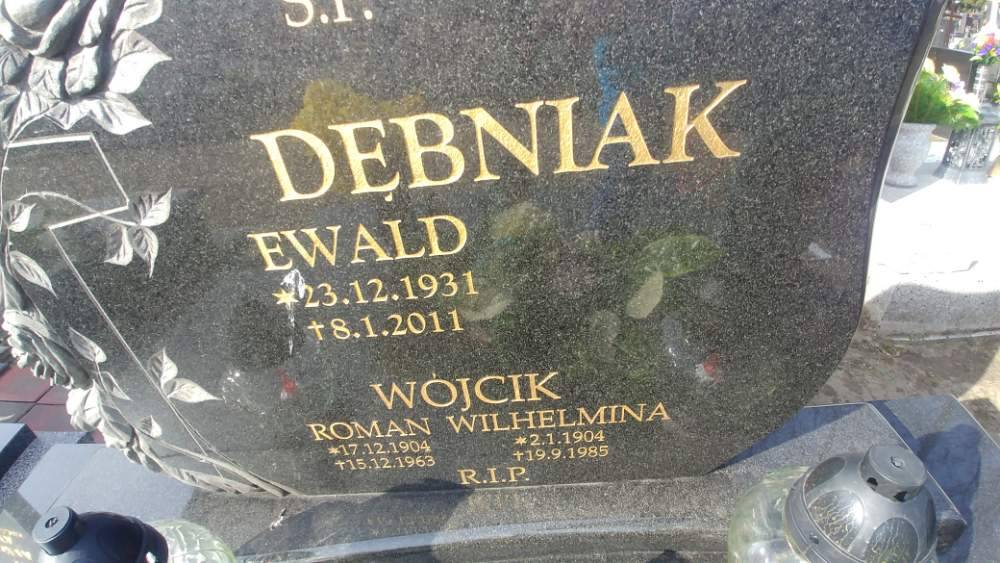 Ś.P.
DĘBNIAK
EWALD
*23.12.1931
†8.1.2011
WÓJCIK
ROMAN WILHELMINA
*17.12.1904 *2.1.1904
†15.12.1963 †19.9.1985
R.I.P.